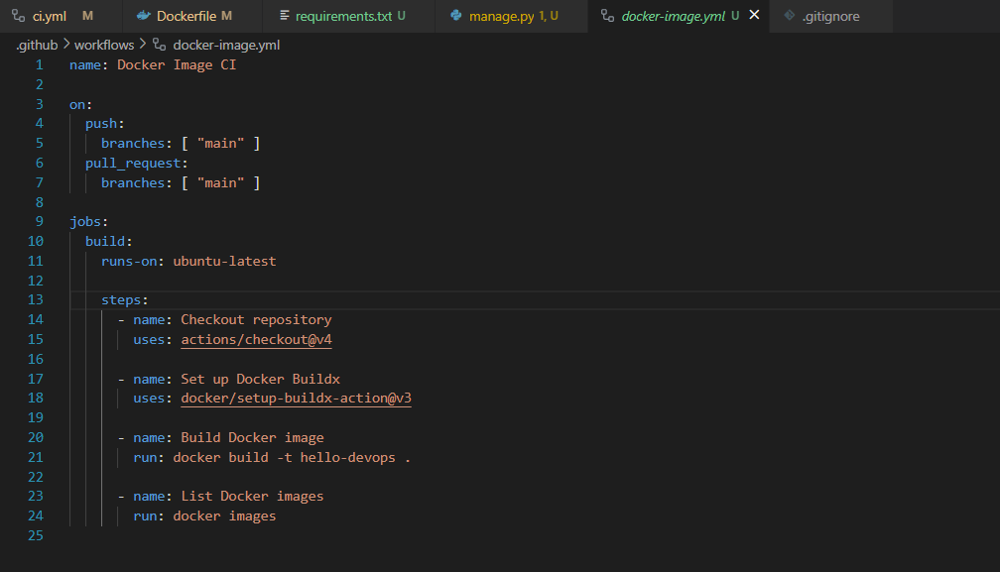 ci.yml M Dockerfile M requirements.txt U manage.py 1, U docker-image.yml U .gitignore
.github > workflows > docker-image.yml
1 name: Docker Image CI
2
3 on:
4   push:
5     branches: [ "main" ]
6   pull_request:
7     branches: [ "main" ]
8
9 jobs:
10   build:
11     runs-on: ubuntu-latest
12
13     steps:
14       - name: Checkout repository
15         uses: actions/checkout@v4
16
17       - name: Set up Docker Buildx
18         uses: docker/setup-buildx-action@v3
19
20       - name: Build Docker image
21         run: docker build -t hello-devops .
22
23       - name: List Docker images
24         run: docker images
25